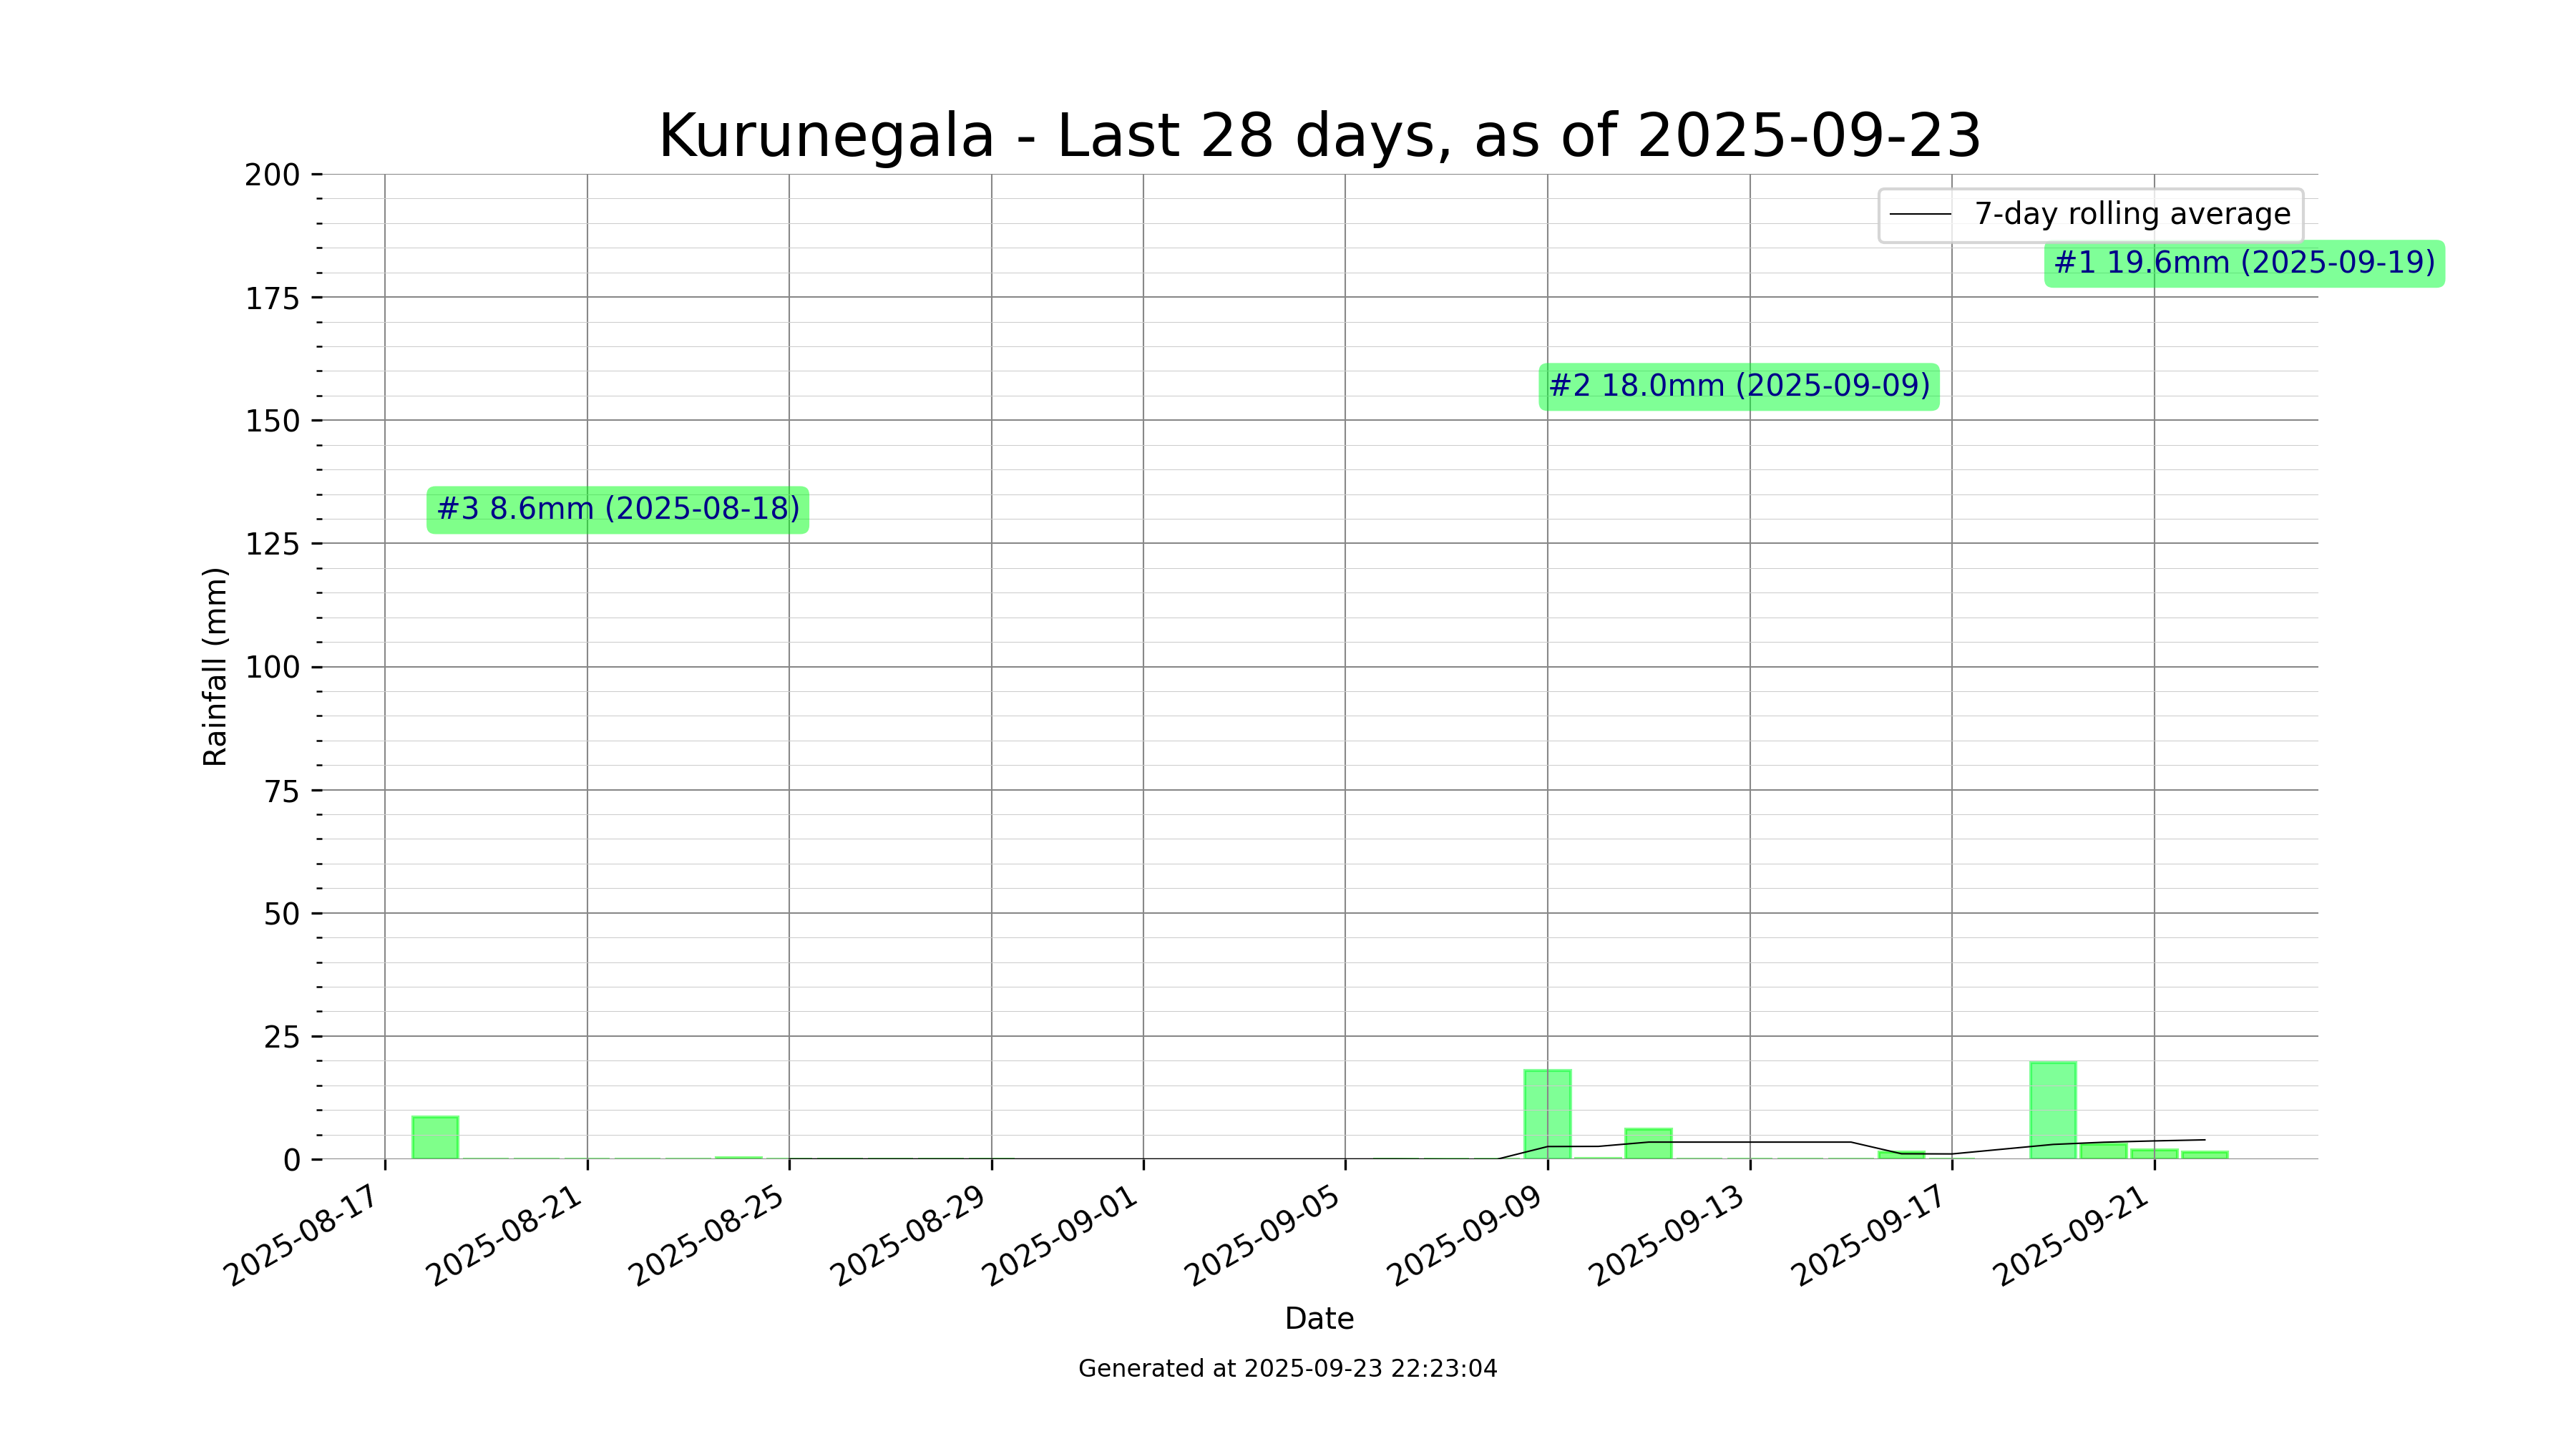 Kurunegala - Last 28 days, as of 2025-09-23
200
175
150
125
100
75
50
25
0
Rainfall (mm)
7-day rolling average
#1 19.6mm (2025-09-19)
#2 18.0mm (2025-09-09)
#3 8.6mm (2025-08-18)
2025-08-17
2025-08-21
2025-08-25
2025-08-29
2025-09-01
2025-09-05
2025-09-09
2025-09-13
2025-09-17
2025-09-21
Date
Generated at 2025-09-23 22:23:04